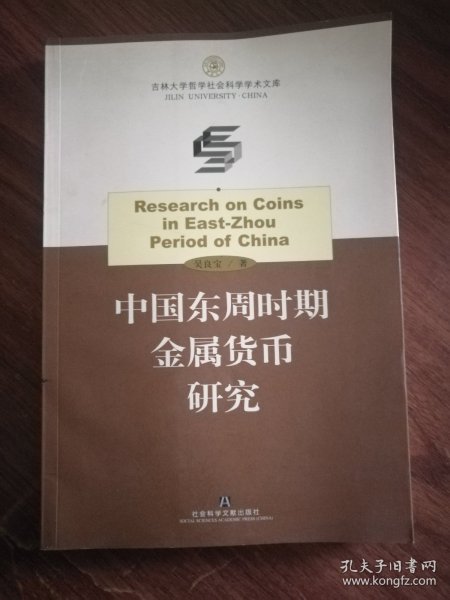 吉林大学哲学社会科学学术文库
JILIN UNIVERSITY·CHINA
Research on Coins
in East-Zhou
Period of China
吴良宝 / 著
中国东周时期
金属货币
研究
社会科学文献出版社
SOCIAL SCIENCES ACADEMIC PRESS (CHINA)
孔夫子旧书网
www.kongfz.com